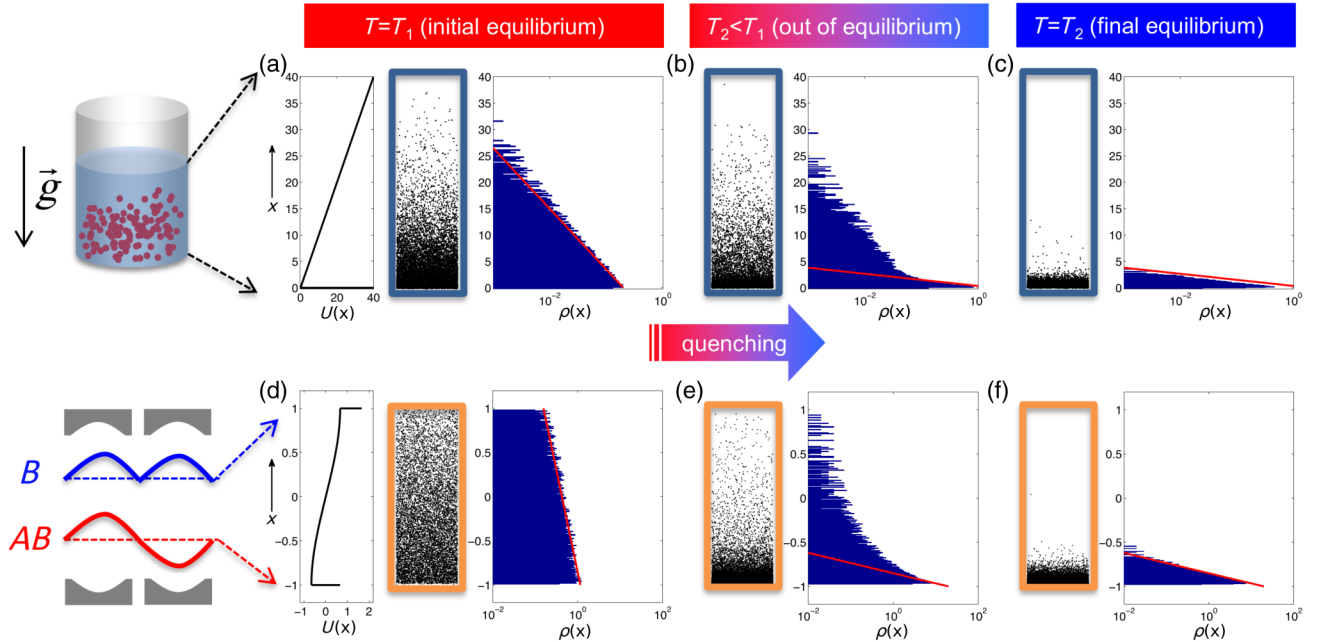 T=T₁ (initial equilibrium)
T₂<T₁ (out of equilibrium)
T=T₂ (final equilibrium)
(a)
(b)
(c)
g
40
35
30
25
20
15
10
5
0
x
0 20 40
U(x)
40
35
30
25
20
15
10
5
0
10⁻² 10⁰
ρ(x)
40
35
30
25
20
15
10
5
0
10⁻² 10⁰
ρ(x)
40
35
30
25
20
15
10
5
0
10⁻² 10⁰
ρ(x)
quenching
(d)
(e)
(f)
B
AB
1
0.5
0
−0.5
−1
x
−1 0 1 2
U(x)
1
0.5
0
−0.5
−1
10⁻² 10⁰ 10²
ρ(x)
1
0.5
0
−0.5
−1
10⁻² 10⁰ 10²
ρ(x)
1
0.5
0
−0.5
−1
10⁻² 10⁰ 10²
ρ(x)